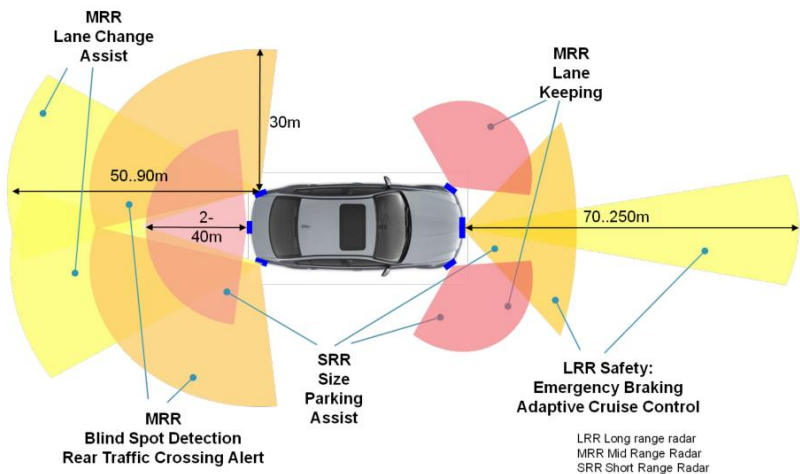 MRR
Lane Change
Assist
MRR
Lane
Keeping
30m
50..90m
2-
40m
70..250m
SRR
Size
Parking
Assist
LRR Safety:
Emergency Braking
Adaptive Cruise Control
MRR
Blind Spot Detection
Rear Traffic Crossing Alert
LRR Long range radar
MRR Mid Range Radar
SRR Short Range Radar